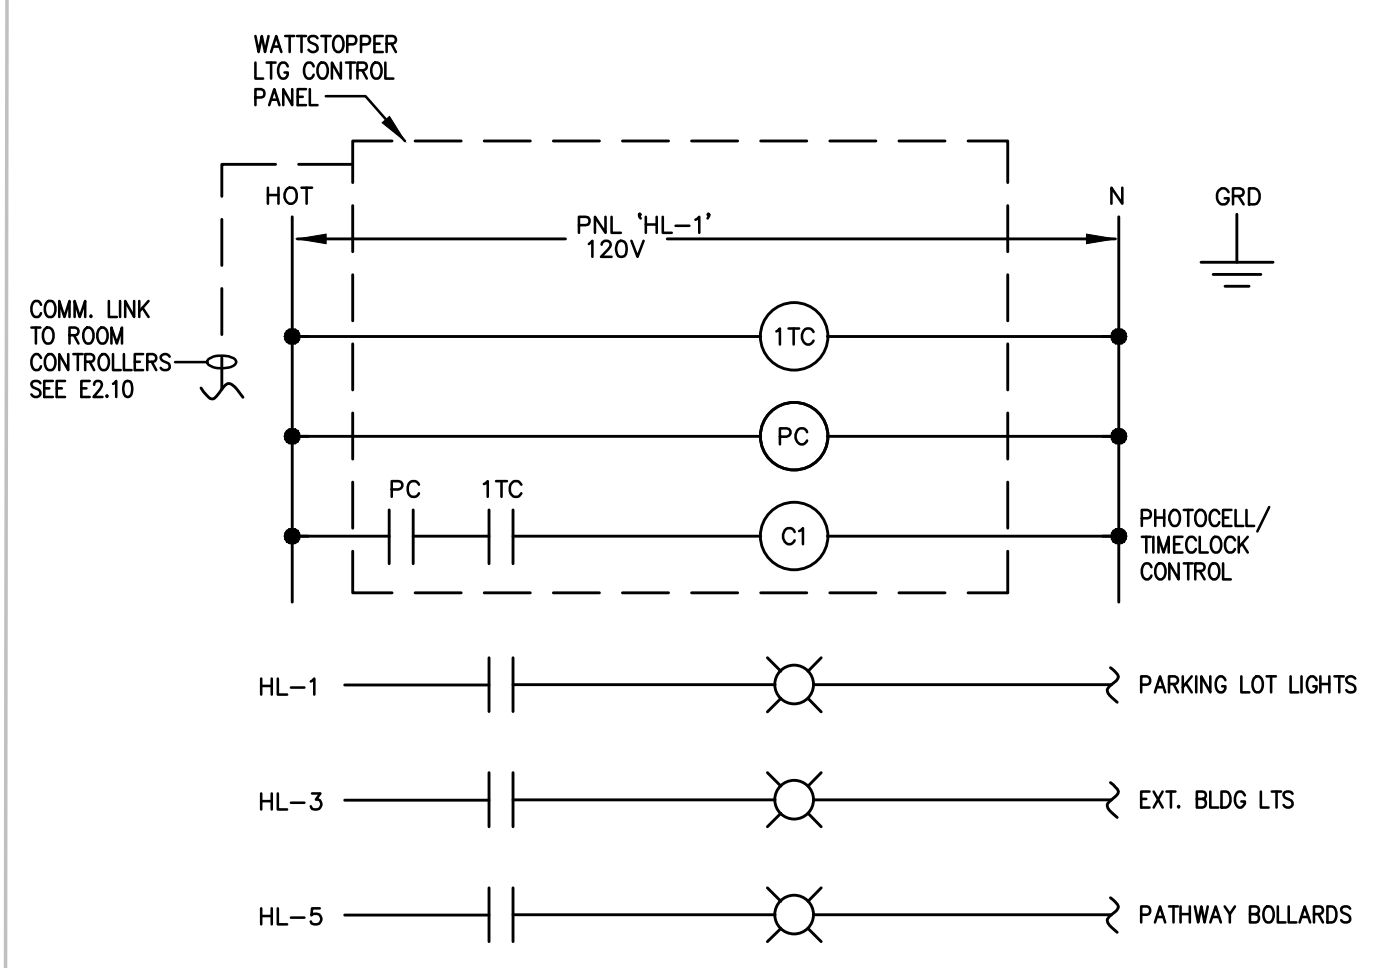 WATTSTOPPER
LTG CONTROL
PANEL
HOT
PNL 'HL-1'
120V
N
GRD
COMM. LINK
TO ROOM
CONTROLLERS
SEE E2.10
1TC
PC
PC
1TC
C1
PHOTOCELL/
TIMECLOCK
CONTROL
HL-1
PARKING LOT LIGHTS
HL-3
EXT. BLDG LTS
HL-5
PATHWAY BOLLARDS